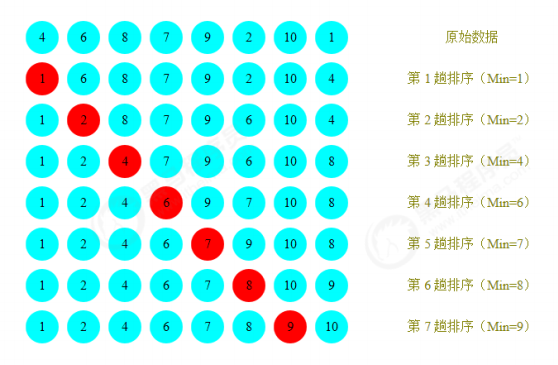 4 6 8 7 9 2 10 1 原始数据
1 6 8 7 9 2 10 4 第 1 趟排序（Min=1）
1 2 8 7 9 6 10 4 第 2 趟排序（Min=2）
1 2 4 7 9 6 10 8 第 3 趟排序（Min=4）
1 2 4 6 9 7 10 8 第 4 趟排序（Min=6）
1 2 4 6 7 9 10 8 第 5 趟排序（Min=7）
1 2 4 6 7 8 10 9 第 6 趟排序（Min=8）
1 2 4 6 7 8 9 10 第 7 趟排序（Min=9）